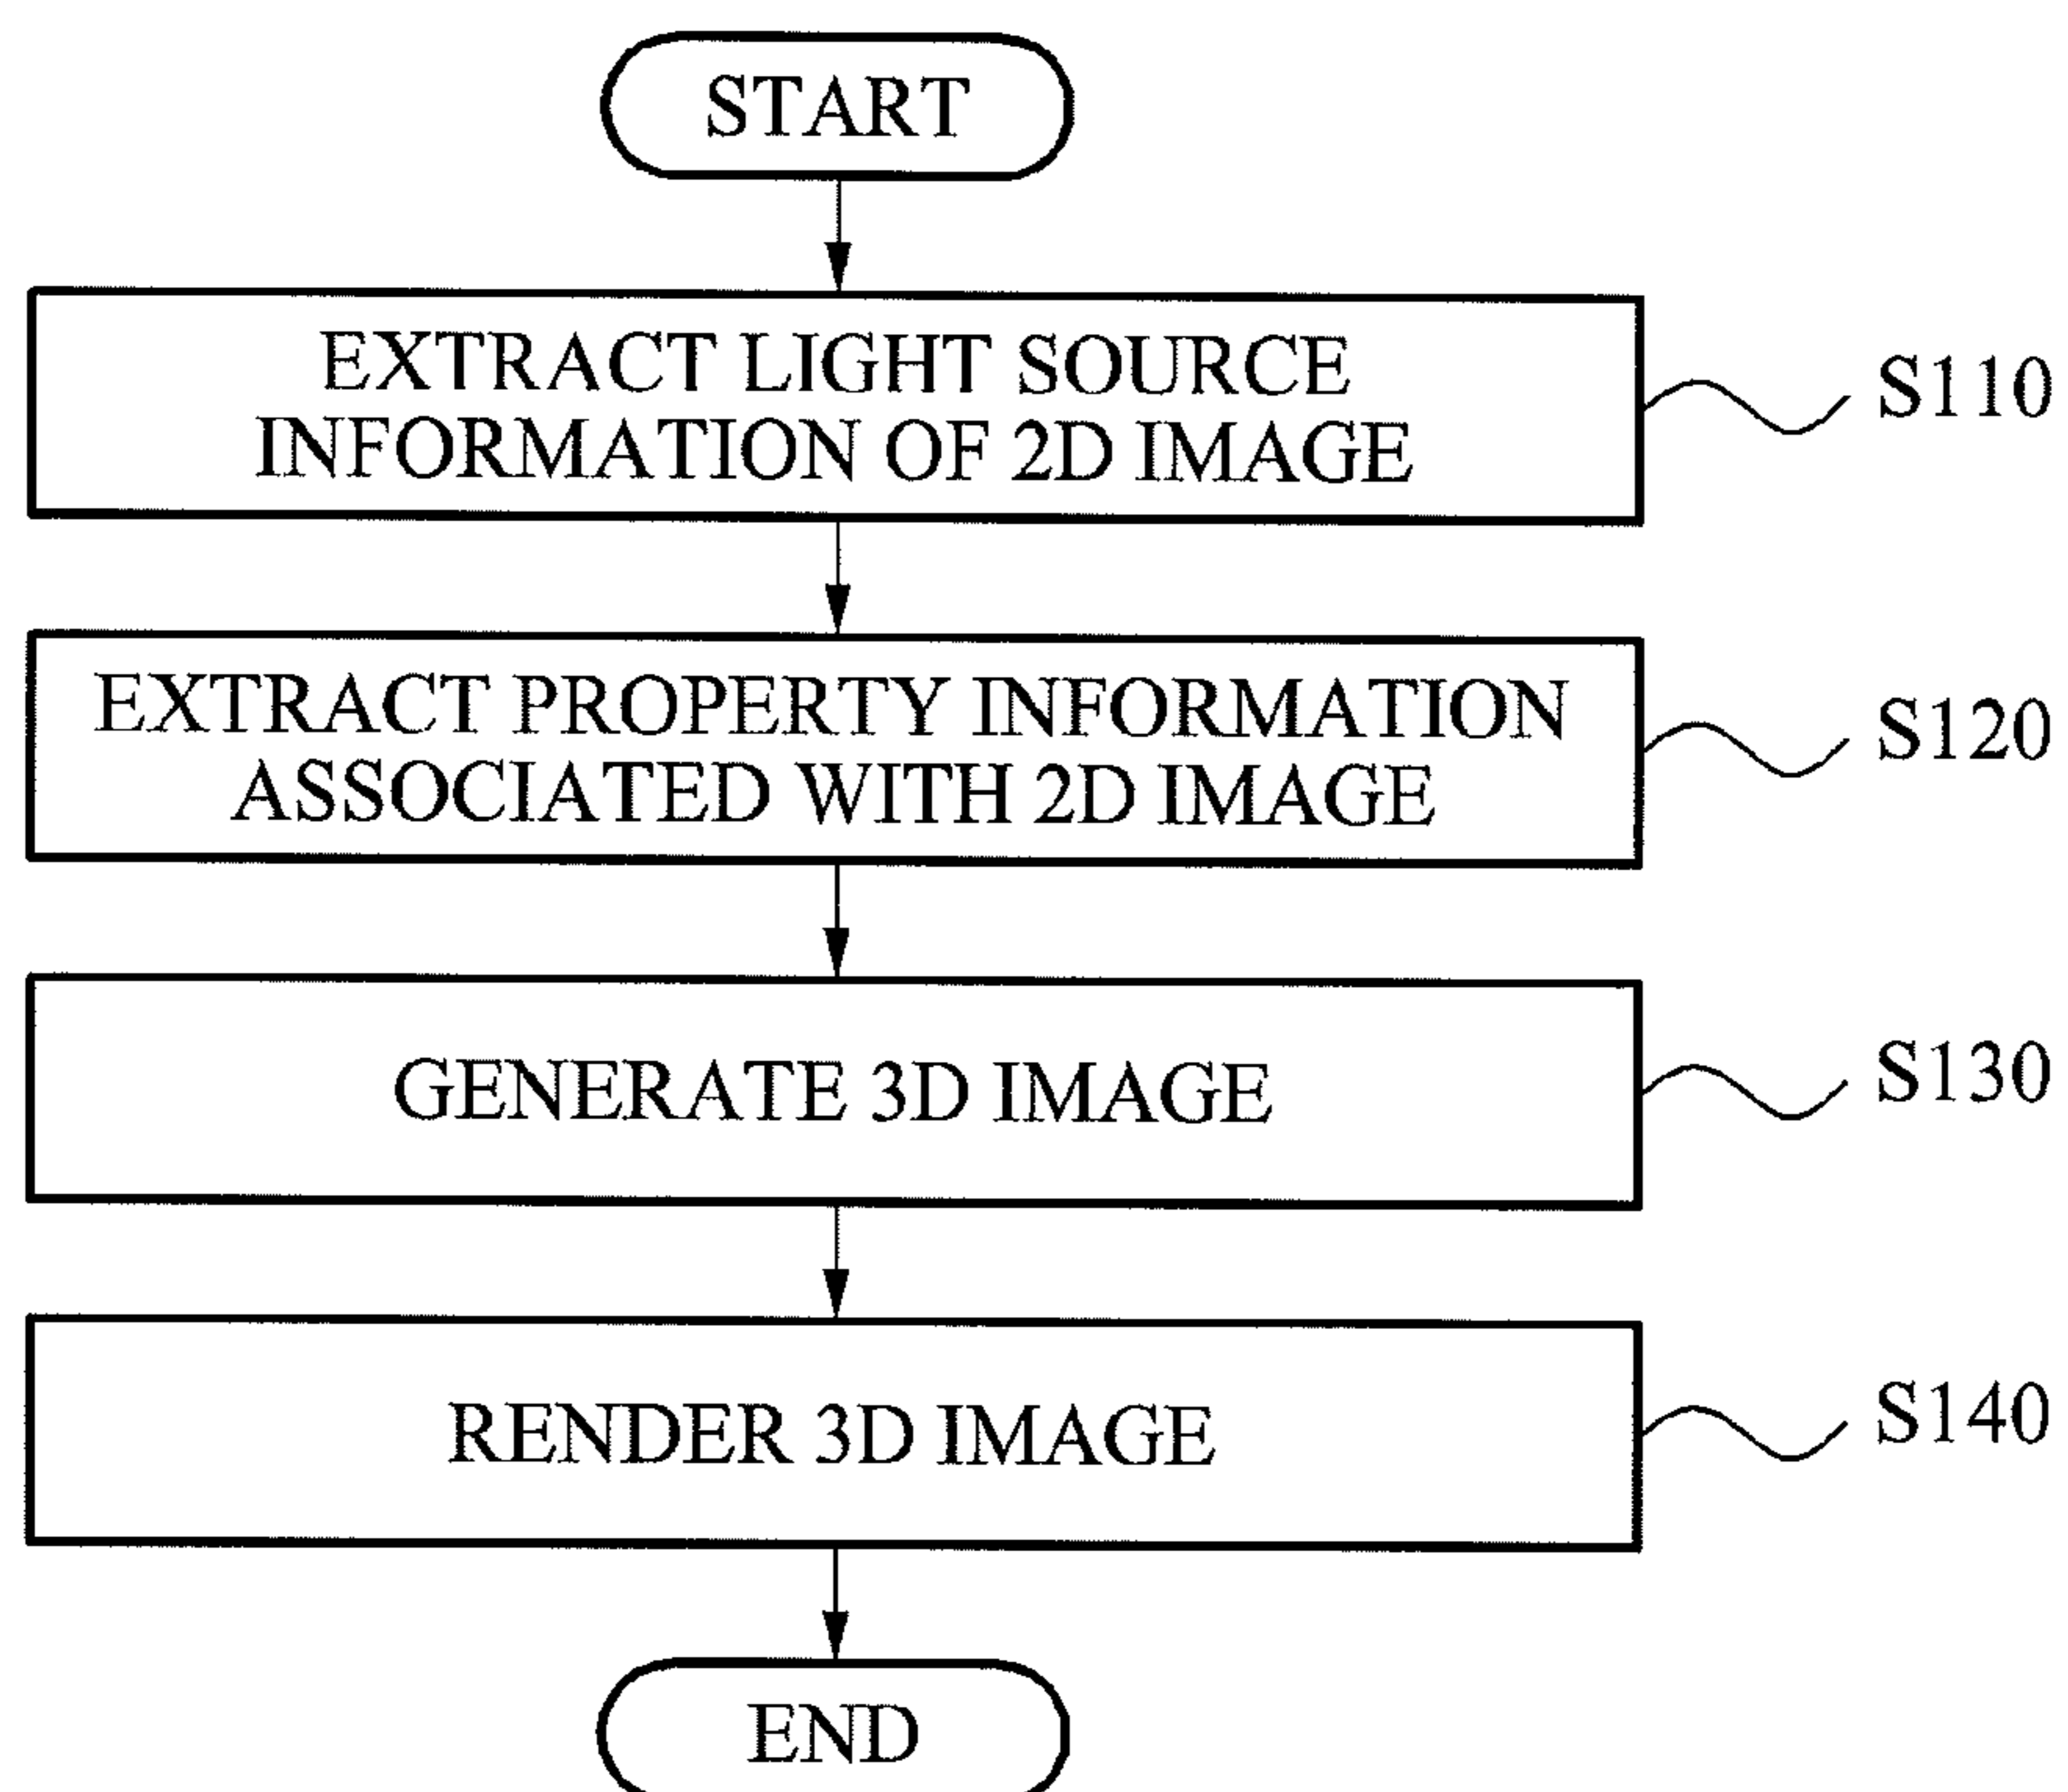 START
EXTRACT LIGHT SOURCE
INFORMATION OF 2D IMAGE
S110
EXTRACT PROPERTY INFORMATION
ASSOCIATED WITH 2D IMAGE
S120
GENERATE 3D IMAGE
S130
RENDER 3D IMAGE
S140
END